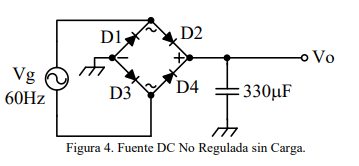 D1
D2
~
Vg
60Hz
−
+
Vo
D3
D4
~
330μF
Figura 4. Fuente DC No Regulada sin Carga.